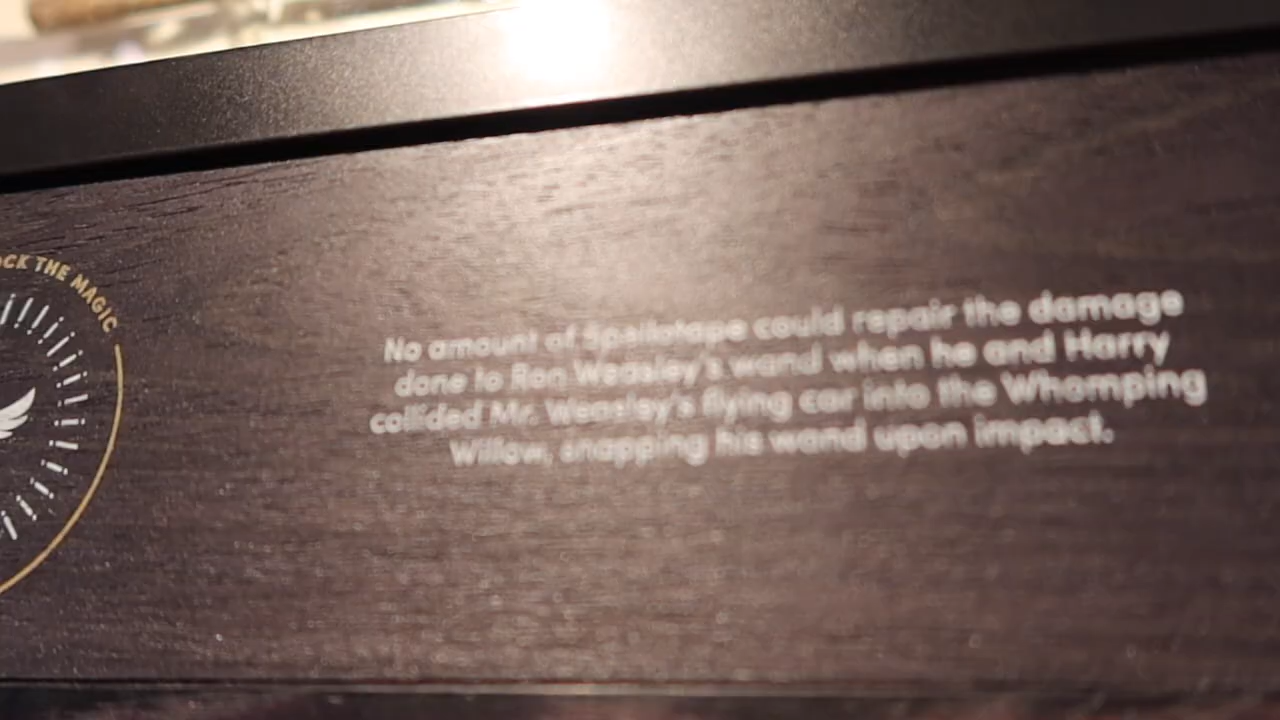 CK THE MAGIC
No amount of Spellotape could repair the damage
done to Ron Weasley's wand when he and Harry
collided Mr. Weasley's flying car into the Whomping
Willow, snapping his wand upon impact.